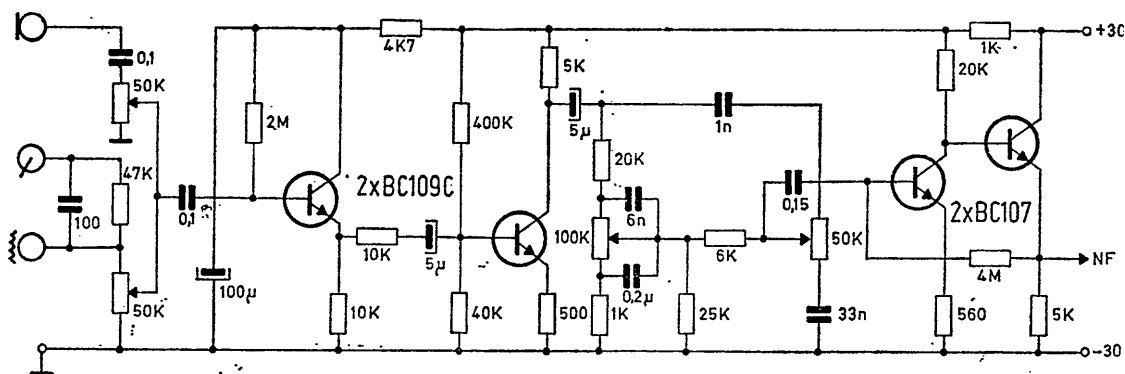 0,1
50K
47K
100
50K
0,1
2M
100µ
2xBC109C
4K7
10K
10K
5µ
400K
40K
5K
500
5µ
20K
6n
100K
0,2µ
1K
1n
6K
25K
0,15
50K
33n
20K
1K
2xBC107
4M
560
5K
+30
NF
-30